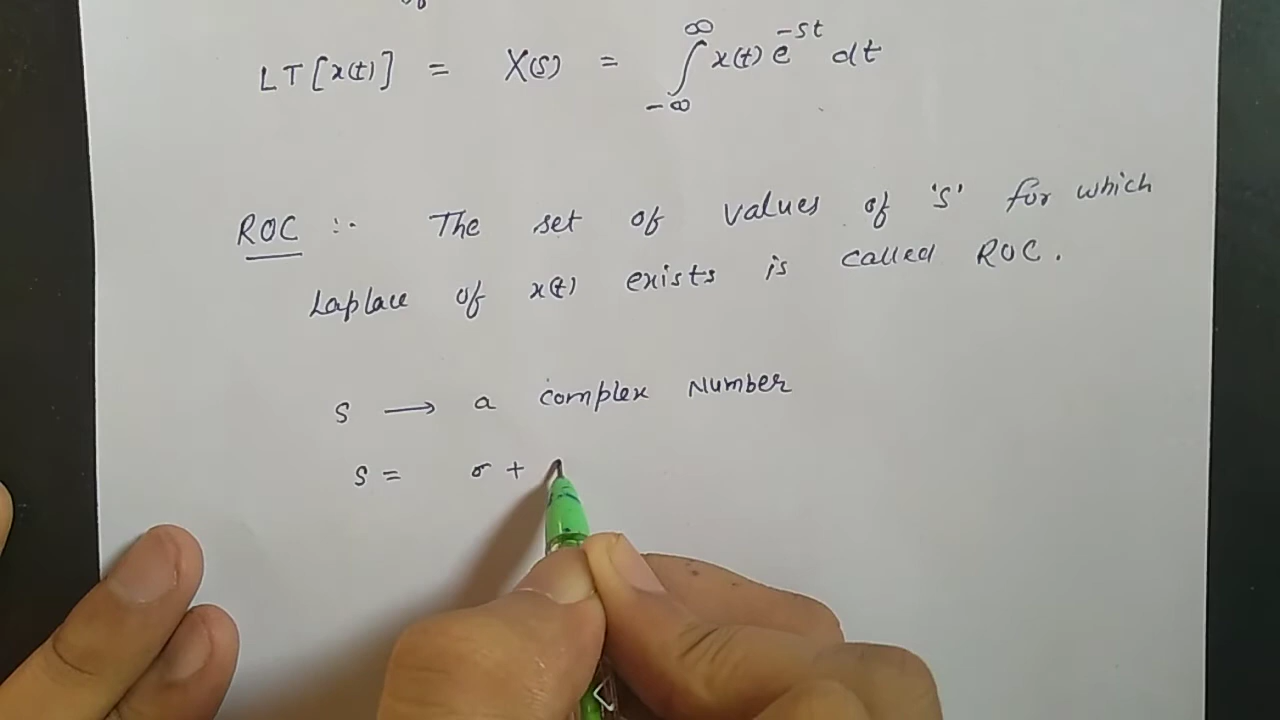 LT[x(t)] = X(s) = ∫_{-∞}^{∞} x(t) e^{-st} dt
ROC :- The set of values of 's' for which
Laplace of x(t) exists is called ROC.
s → a complex Number
s = σ +